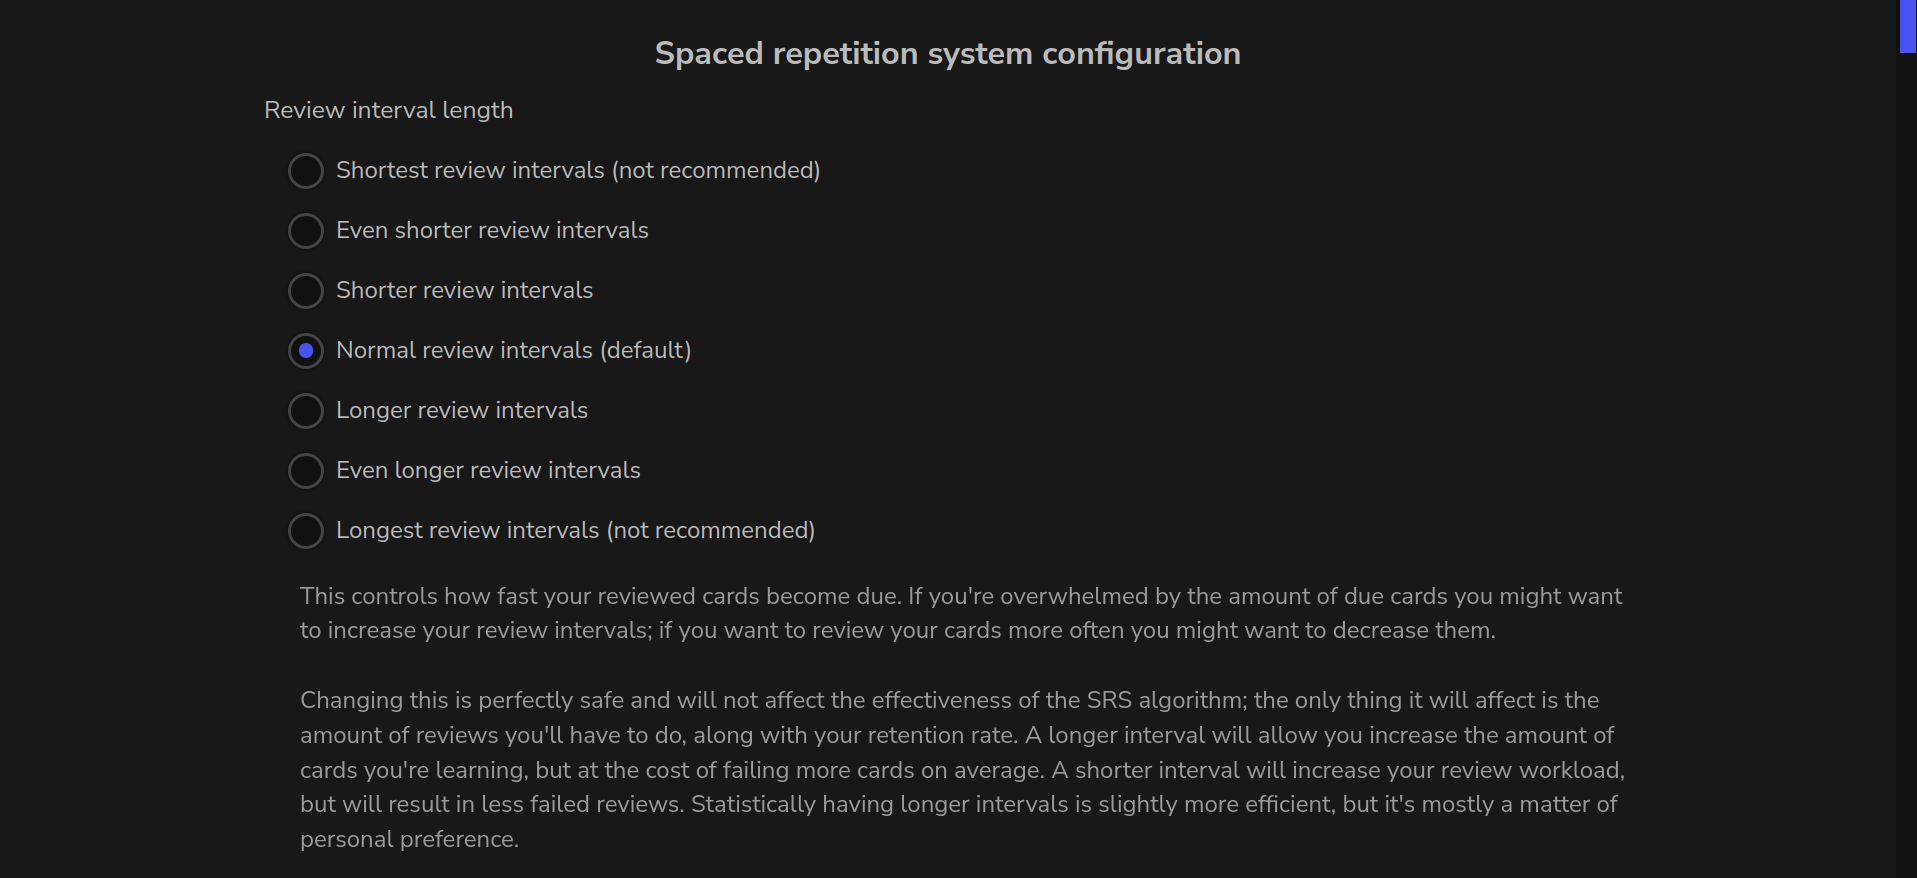 Spaced repetition system configuration
Review interval length
Shortest review intervals (not recommended)
Even shorter review intervals
Shorter review intervals
Normal review intervals (default)
Longer review intervals
Even longer review intervals
Longest review intervals (not recommended)
This controls how fast your reviewed cards become due. If you're overwhelmed by the amount of due cards you might want
to increase your review intervals; if you want to review your cards more often you might want to decrease them.
Changing this is perfectly safe and will not affect the effectiveness of the SRS algorithm; the only thing it will affect is the
amount of reviews you'll have to do, along with your retention rate. A longer interval will allow you increase the amount of
cards you're learning, but at the cost of failing more cards on average. A shorter interval will increase your review workload,
but will result in less failed reviews. Statistically having longer intervals is slightly more efficient, but it's mostly a matter of
personal preference.